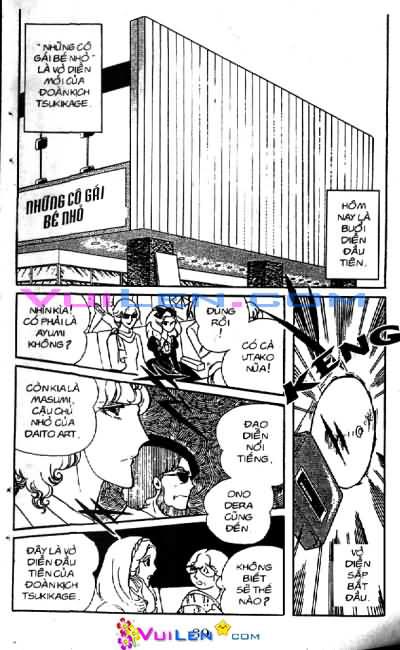 "NHỮNG CÔ
GÁI BÉ NHỎ"
LÀ VỞ DIỄN
MỚI CỦA
ĐOÀN KỊCH
TSUKIKAGE.
NHỮNG CÔ GÁI
BÉ NHỎ
HÔM
NAY LÀ
BUỔI
DIỄN
ĐẦU
TIÊN.
VuiLen.com
NHÌN KÌA!
CÓ PHẢI LÀ
AYUMI
KHÔNG?
ĐÚNG
RỒI!
CÓ CẢ
UTAKO
NỮA!
KENG
CÒN KIA LÀ
MASUMI,
CẬU CHỦ
NHỎ CỦA
DAITO ART.
ĐẠO
DIỄN
NỔI
TIẾNG,
ONO
DERA
CŨNG
ĐẾN
ĐÂY LÀ VỞ
DIỄN ĐẦU
TIÊN CỦA
ĐOÀN KỊCH
TSUKIKAGE.
KHÔNG
BIẾT
SẼ THẾ
NÀO?
VỞ
DIỄN
SẮP
BẮT
ĐẦU.
VuiLen.com